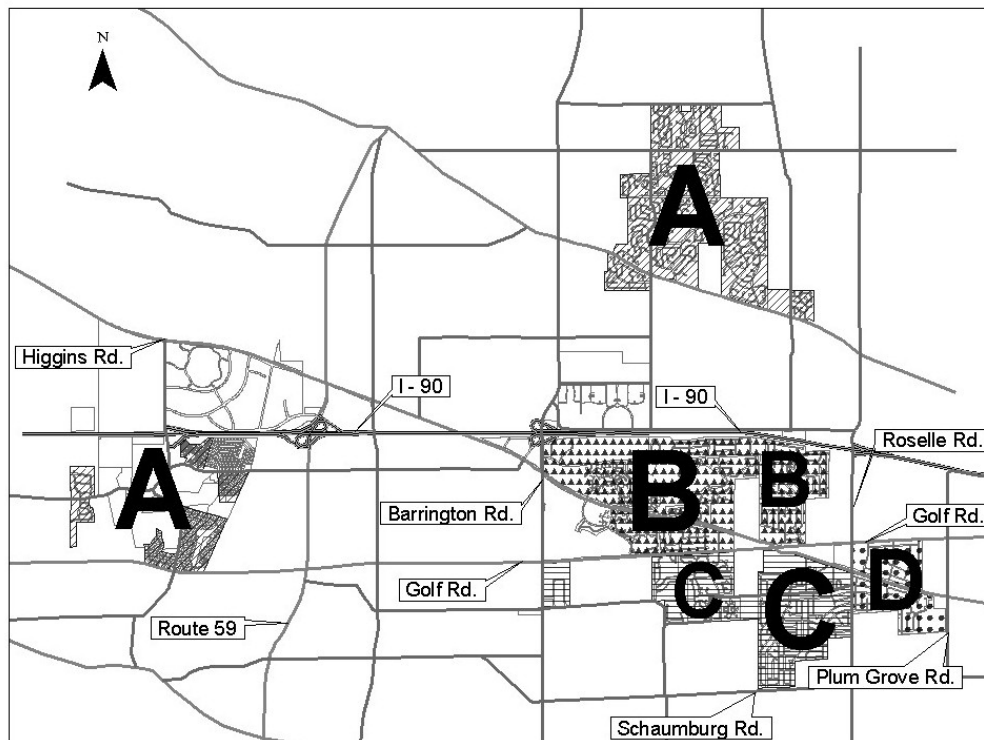 N
A
Higgins Rd.
I - 90
I - 90
Roselle Rd.
A
B
B
Barrington Rd.
Golf Rd.
Golf Rd.
C
C
D
Route 59
Plum Grove Rd.
Schaumburg Rd.